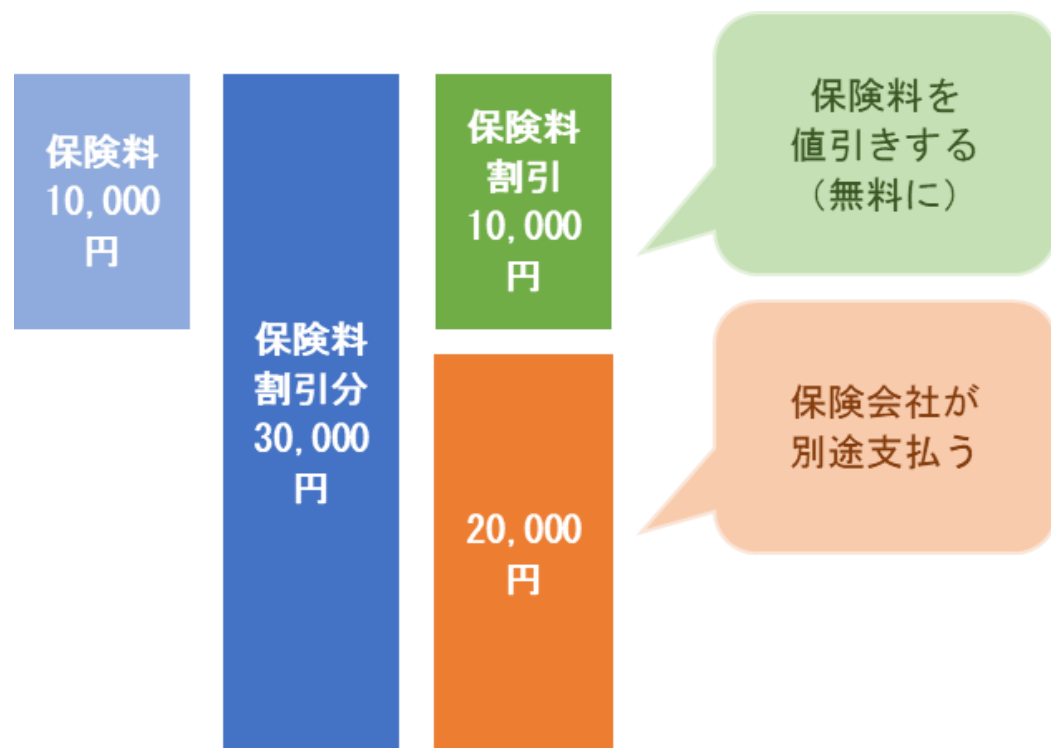 保険料
10,000
円
保険料
割引分
30,000
円
保険料
割引
10,000
円
20,000
円
保険料を
値引きする
（無料に）
保険会社が
別途支払う